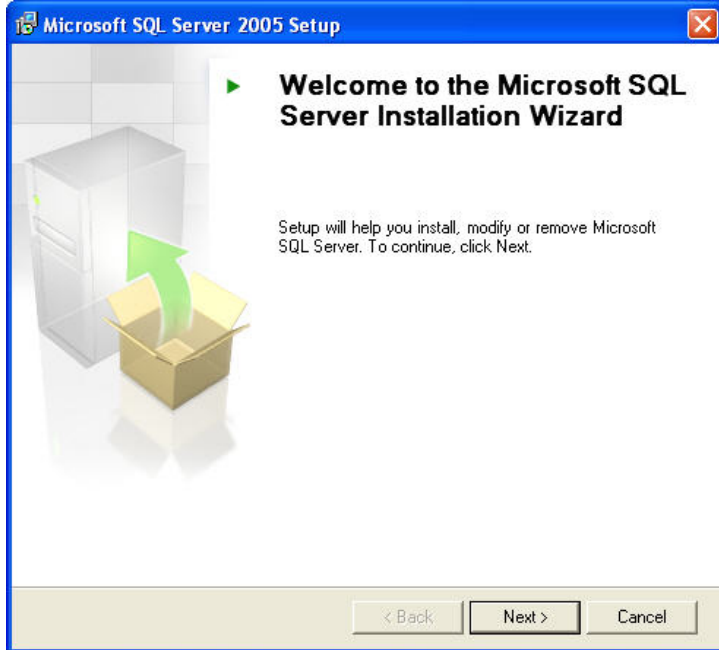 Microsoft SQL Server 2005 Setup
Welcome to the Microsoft SQL
Server Installation Wizard
Setup will help you install, modify or remove Microsoft
SQL Server. To continue, click Next.
< Back
Next >
Cancel